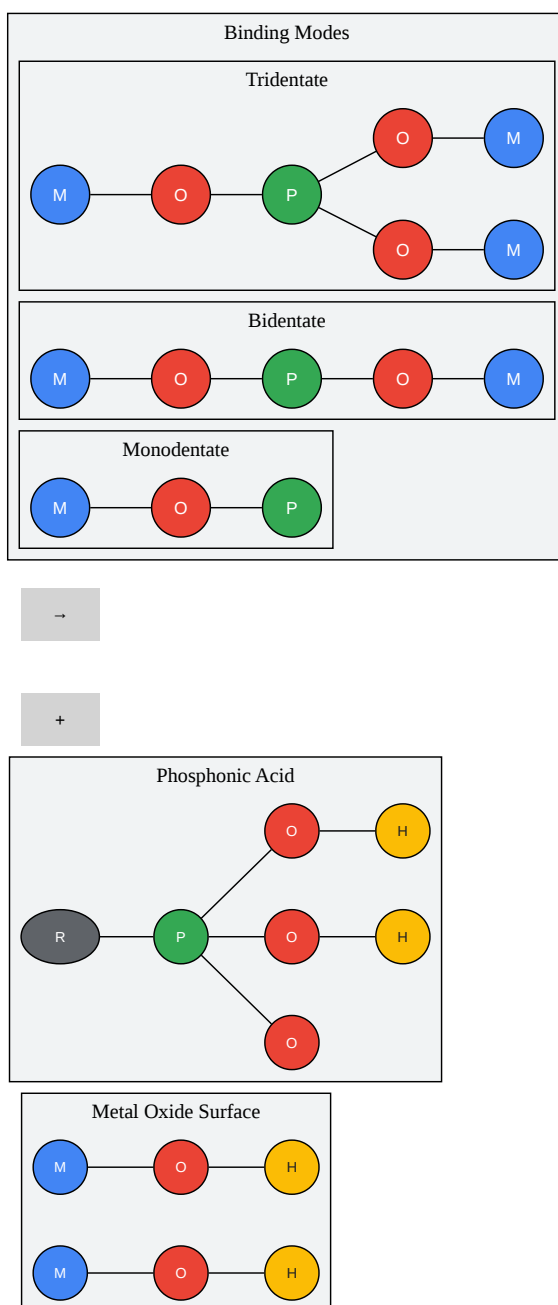 Binding Modes
Tridentate
O M
M O P
O M
Bidentate
M O P O M
Monodentate
M O P
→
+
Phosphonic Acid
O H
R P O H
O
Metal Oxide Surface
M O H
M O H